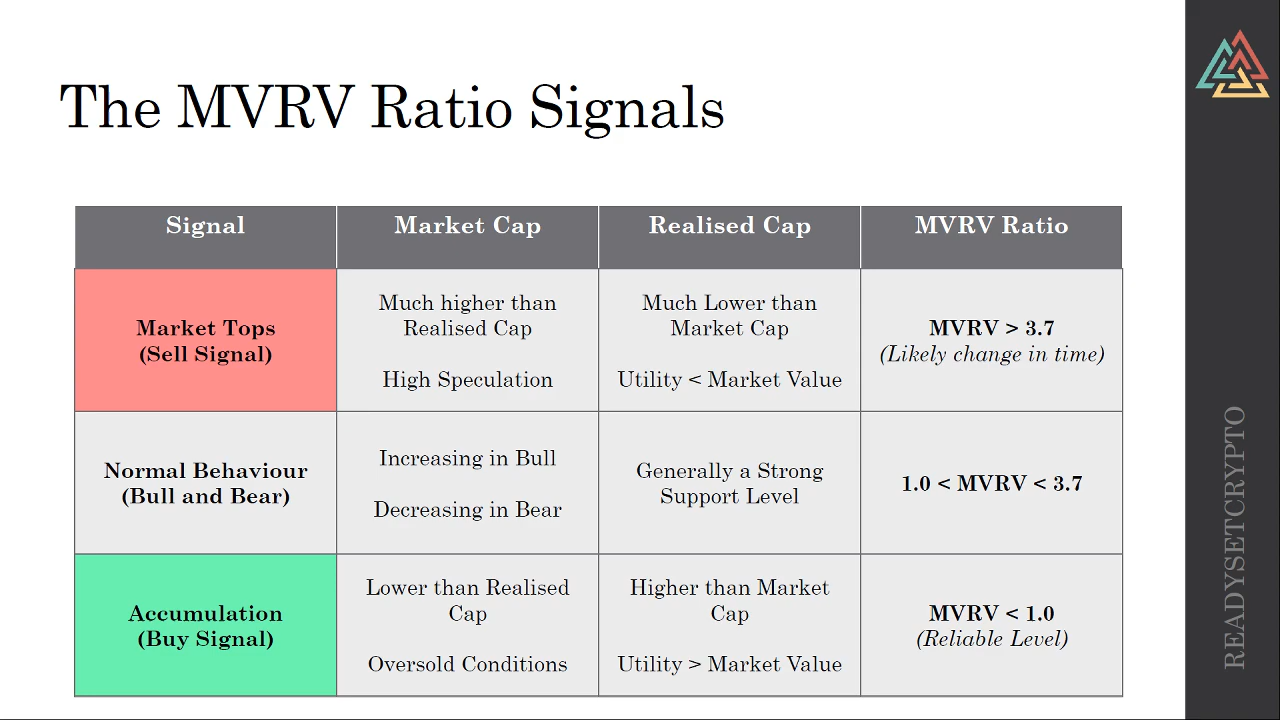 The MVRV Ratio Signals
Signal
Market Cap
Realised Cap
MVRV Ratio
Market Tops
(Sell Signal)
Much higher than
Realised Cap
High Speculation
Much Lower than
Market Cap
Utility < Market Value
MVRV > 3.7
(Likely change in time)
Normal Behaviour
(Bull and Bear)
Increasing in Bull
Decreasing in Bear
Generally a Strong
Support Level
1.0 < MVRV < 3.7
Accumulation
(Buy Signal)
Lower than Realised
Cap
Oversold Conditions
Higher than Market
Cap
Utility > Market Value
MVRV < 1.0
(Reliable Level)
READYSETCRYPTO